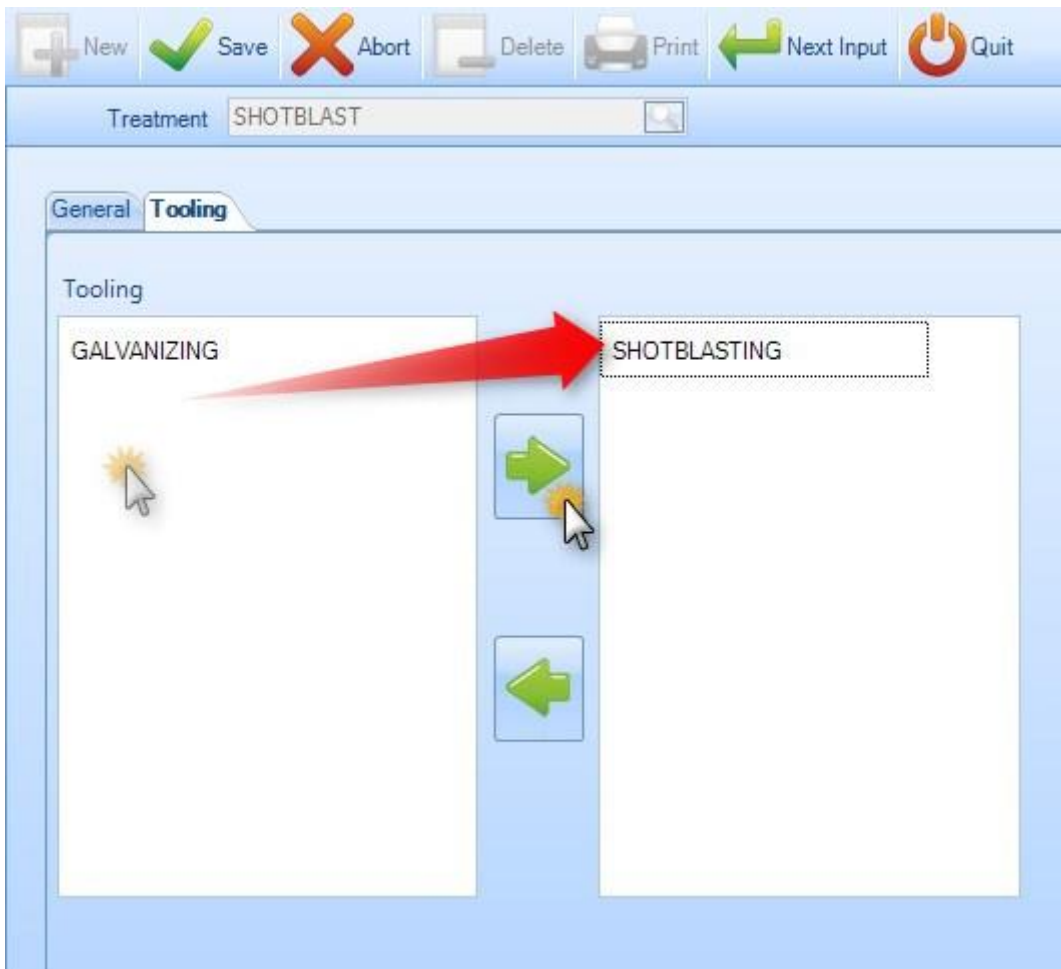 New Save Abort Delete Print Next Input Quit
Treatment SHOTBLAST
General Tooling
Tooling
GALVANIZING SHOTBLASTING